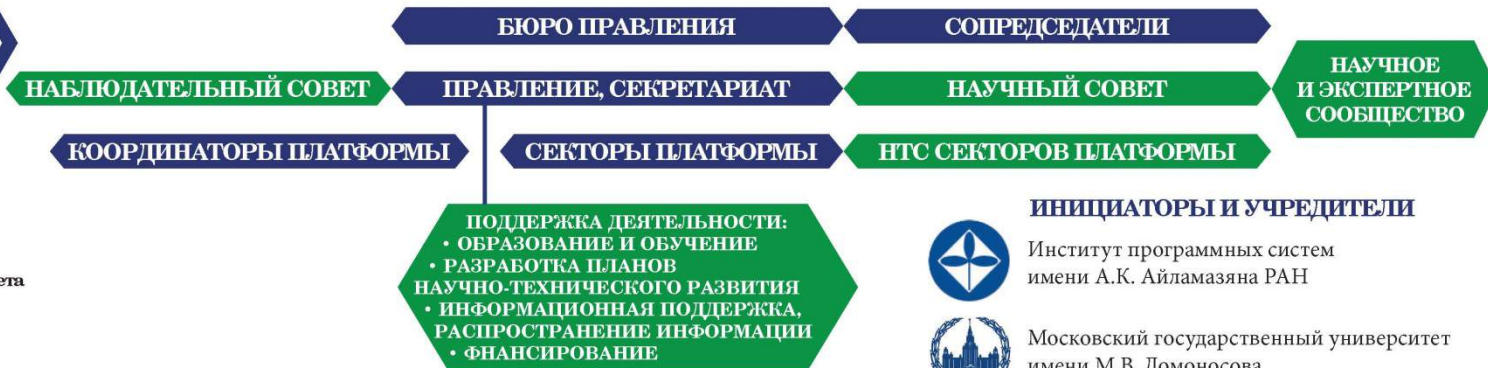 БЮРО ПРАВЛЕНИЯ
СОПРЕДСЕДАТЕЛИ
НАБЛЮДАТЕЛЬНЫЙ СОВЕТ
ПРАВЛЕНИЕ, СЕКРЕТАРИАТ
НАУЧНЫЙ СОВЕТ
НАУЧНОЕ
И ЭКСПЕРТНОЕ
СООБЩЕСТВО
КООРДИНАТОРЫ ПЛАТФОРМЫ
СЕКТОРЫ ПЛАТФОРМЫ
НТС СЕКТОРОВ ПЛАТФОРМЫ
ПОДДЕРЖКА ДЕЯТЕЛЬНОСТИ:
• ОБРАЗОВАНИЕ И ОБУЧЕНИЕ
• РАЗРАБОТКА ПЛАНОВ
НАУЧНО-ТЕХНИЧЕСКОГО РАЗВИТИЯ
• ИНФОРМАЦИОННАЯ ПОДДЕРЖКА,
РАСПРОСТРАНЕНИЕ ИНФОРМАЦИИ
• ФНАНСИРОВАНИЕ
ИНИЦИАТОРЫ И УЧРЕДИТЕЛИ
Институт программных систем
имени А.К. Айламазяна РАН
Московский государственный университет
имени М.В. Ломоносова